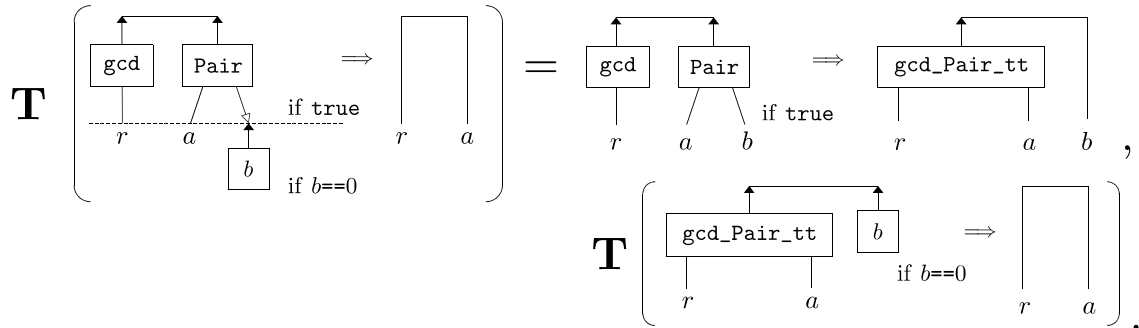 T ( gcd Pair ⟹ = gcd Pair ⟹ gcd_Pair_tt
if true
r a r a
b
if b==0
if true
r a b r a b ,
T ( gcd_Pair_tt b ⟹ )
if b==0
r a r a .